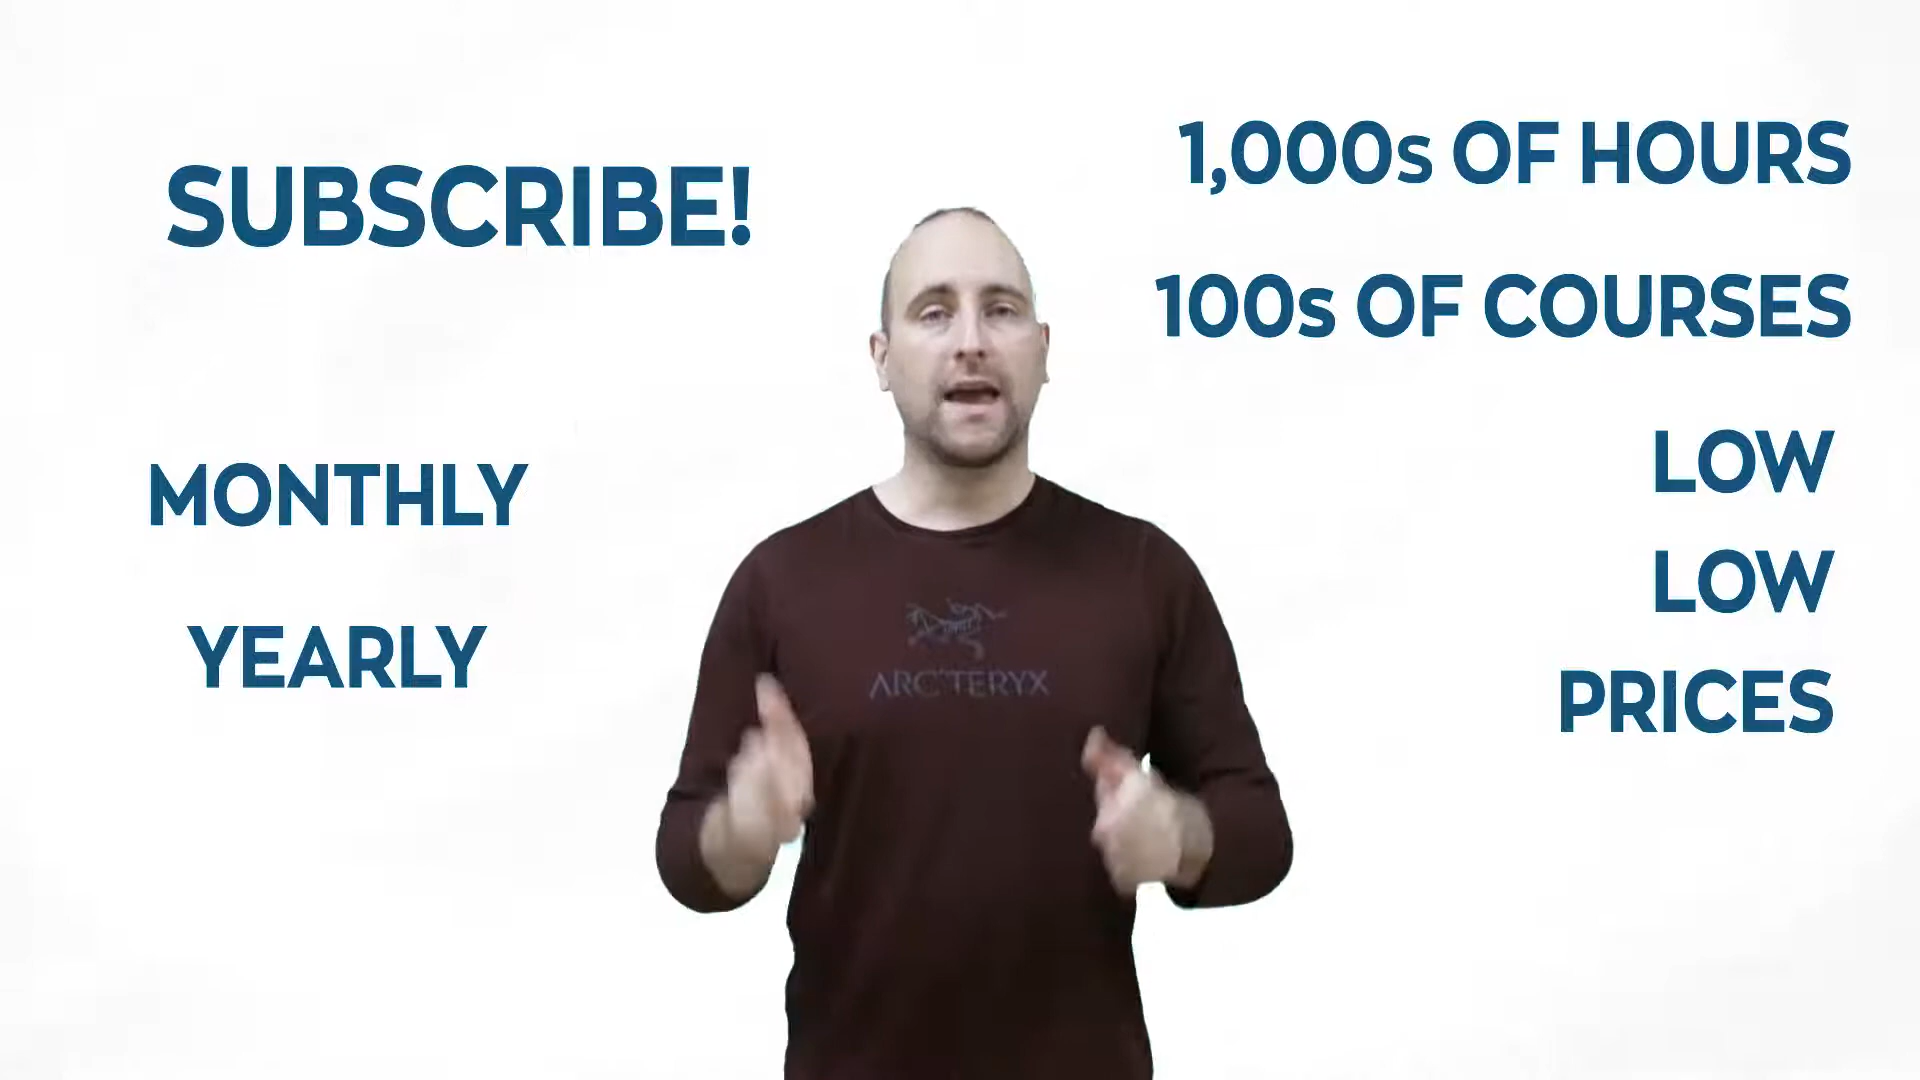 SUBSCRIBE!
MONTHLY
YEARLY
1,000s OF HOURS
100s OF COURSES
LOW
LOW
PRICES
ARC'TERYX